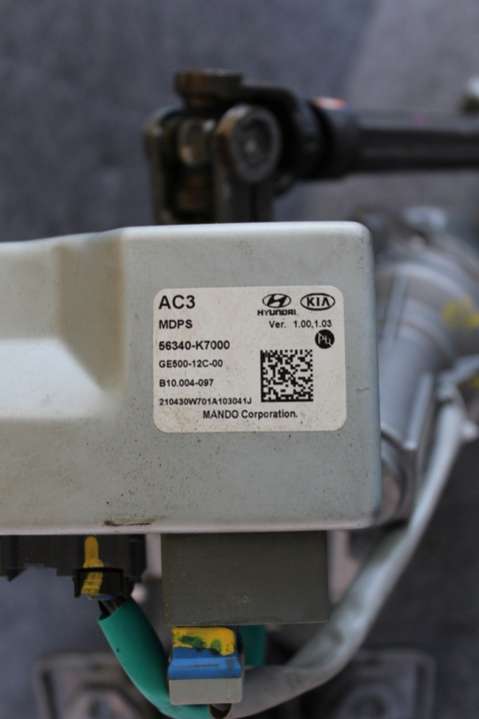 AC3
HYUNDAI KIA
MDPS Ver. 1.00,1.03
56340-K7000
GE500-12C-00
B10.004-097
210430W701A103041J
MANDO Corporation.